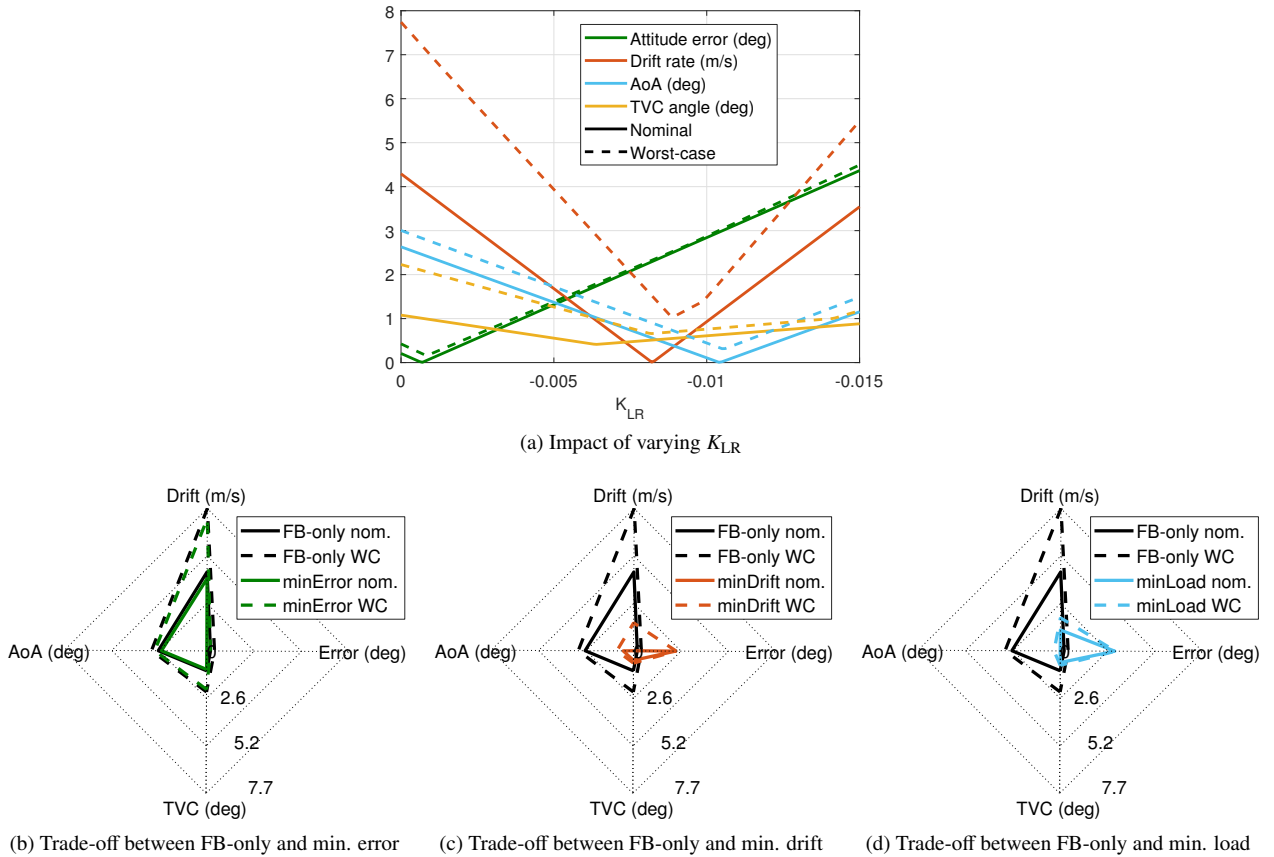 8
7
6
5
4
3
2
1
0
Attitude error (deg)
Drift rate (m/s)
AoA (deg)
TVC angle (deg)
Nominal
Worst-case
0 -0.005 -0.01 -0.015
K_LR
(a) Impact of varying K_LR
Drift (m/s)
FB-only nom.
FB-only WC
minError nom.
minError WC
AoA (deg) Error (deg)
2.6
5.2
7.7
TVC (deg)
(b) Trade-off between FB-only and min. error
Drift (m/s)
FB-only nom.
FB-only WC
minDrift nom.
minDrift WC
AoA (deg) Error (deg)
2.6
5.2
7.7
TVC (deg)
(c) Trade-off between FB-only and min. drift
Drift (m/s)
FB-only nom.
FB-only WC
minLoad nom.
minLoad WC
AoA (deg) Error (deg)
2.6
5.2
7.7
TVC (deg)
(d) Trade-off between FB-only and min. load